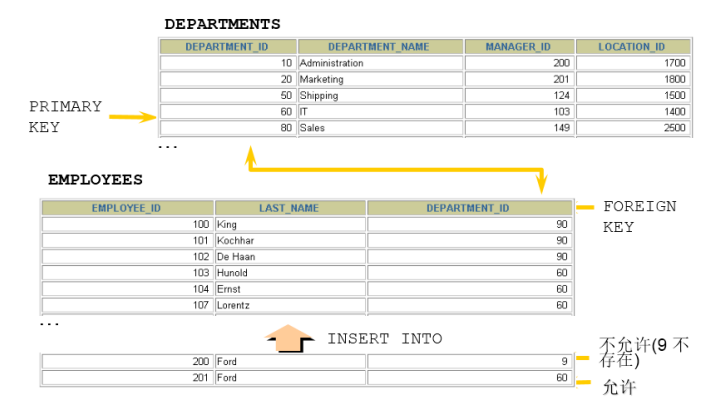 DEPARTMENTS
DEPARTMENT_ID DEPARTMENT_NAME MANAGER_ID LOCATION_ID
10 Administration 200 1700
20 Marketing 201 1800
50 Shipping 124 1500
60 IT 103 1400
80 Sales 149 2500
...
PRIMARY
KEY
EMPLOYEES
EMPLOYEE_ID LAST_NAME DEPARTMENT_ID
100 King 90
101 Kochhar 90
102 De Haan 90
103 Hunold 60
104 Ernst 60
107 Lorentz 60
...
FOREIGN
KEY
INSERT INTO
200 Ford 9
201 Ford 60
不允许(9 不
存在)
允许